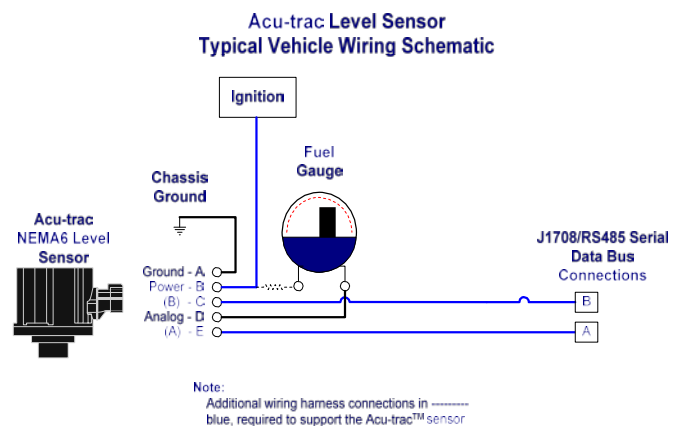 Acu-trac Level Sensor
Typical Vehicle Wiring Schematic
Ignition
Fuel
Gauge
Chassis
Ground
Acu-trac
NEMA6 Level
Sensor
J1708/RS485 Serial
Data Bus
Connections
Ground - A
Power - B
(B) - C
B
Analog - D
(A) - E
A
Note:
Additional wiring harness connections in ---------
blue, required to support the Acu-trac™ sensor